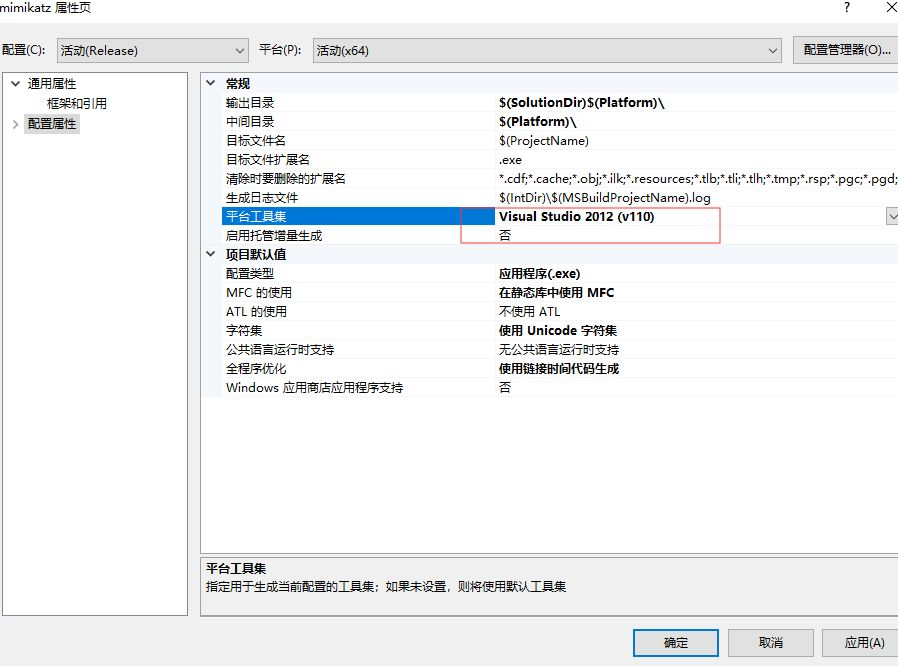 mimikatz 属性页
?
配置(C): 活动(Release) 平台(P): 活动(x64) 配置管理器(O)...
通用属性
框架和引用
配置属性
常规
输出目录 $(SolutionDir)$(Platform)\
中间目录 $(Platform)\
目标文件名 $(ProjectName)
目标文件扩展名 .exe
清除时要删除的扩展名 *.cdf;*.cache;*.obj;*.ilk;*.resources;*.tlb;*.tli;*.tlh;*.tmp;*.rsp;*.pgc;*.pgd;
生成日志文件 $(IntDir)\$(MSBuildProjectName).log
平台工具集 Visual Studio 2012 (v110)
启用托管增量生成 否
项目默认值
配置类型 应用程序(.exe)
MFC 的使用 在静态库中使用 MFC
ATL 的使用 不使用 ATL
字符集 使用 Unicode 字符集
公共语言运行时支持 无公共语言运行时支持
全程序优化 使用链接时间代码生成
Windows 应用商店应用程序支持 否
平台工具集
指定用于生成当前配置的工具集；如果未设置，则将使用默认工具集
确定 取消 应用(A)